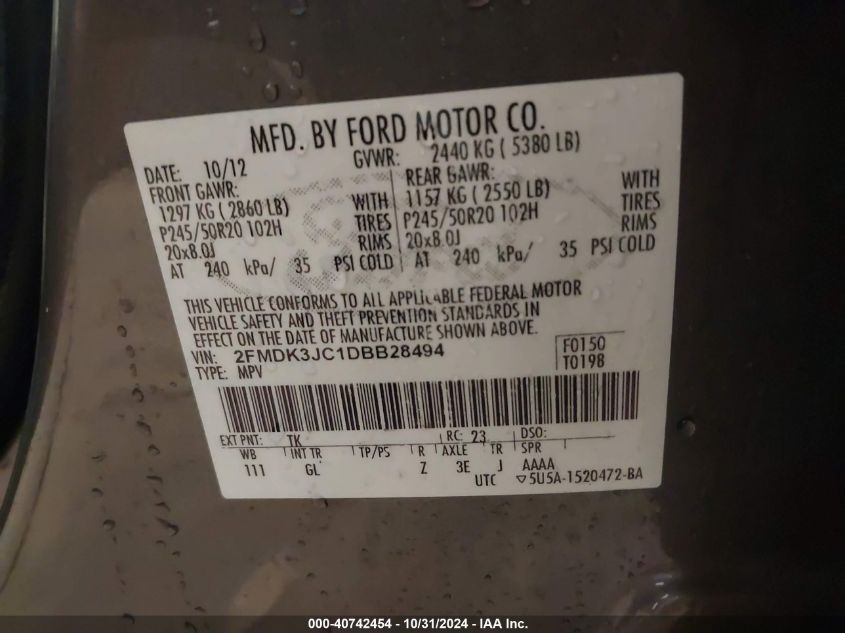 MFD. BY FORD MOTOR CO.
DATE: 10/12 GVWR: 2440 KG ( 5380 LB)
FRONT GAWR: REAR GAWR:
1297 KG ( 2860 LB) WITH 1157 KG ( 2550 LB) WITH
P245/50R20 102H TIRES P245/50R20 102H TIRES
20x8.0J RIMS 20x8.0J RIMS
AT 240 kPa/ 35 PSI COLD AT 240 kPa/ 35 PSI COLD
THIS VEHICLE CONFORMS TO ALL APPLICABLE FEDERAL MOTOR
VEHICLE SAFETY AND THEFT PREVENTION STANDARDS IN
EFFECT ON THE DATE OF MANUFACTURE SHOWN ABOVE.
VIN: 2FMDK3JC1DBB28494 F0150
TYPE: MPV T0198
EXT PNT: TK RC: 23 DSO:
WB INT TR TP/PS R AXLE TR SPR
111 GL Z 3E J AAAA
UTC ▽5U5A-1520472-BA
000-40742454 - 10/31/2024 - IAA, Inc.